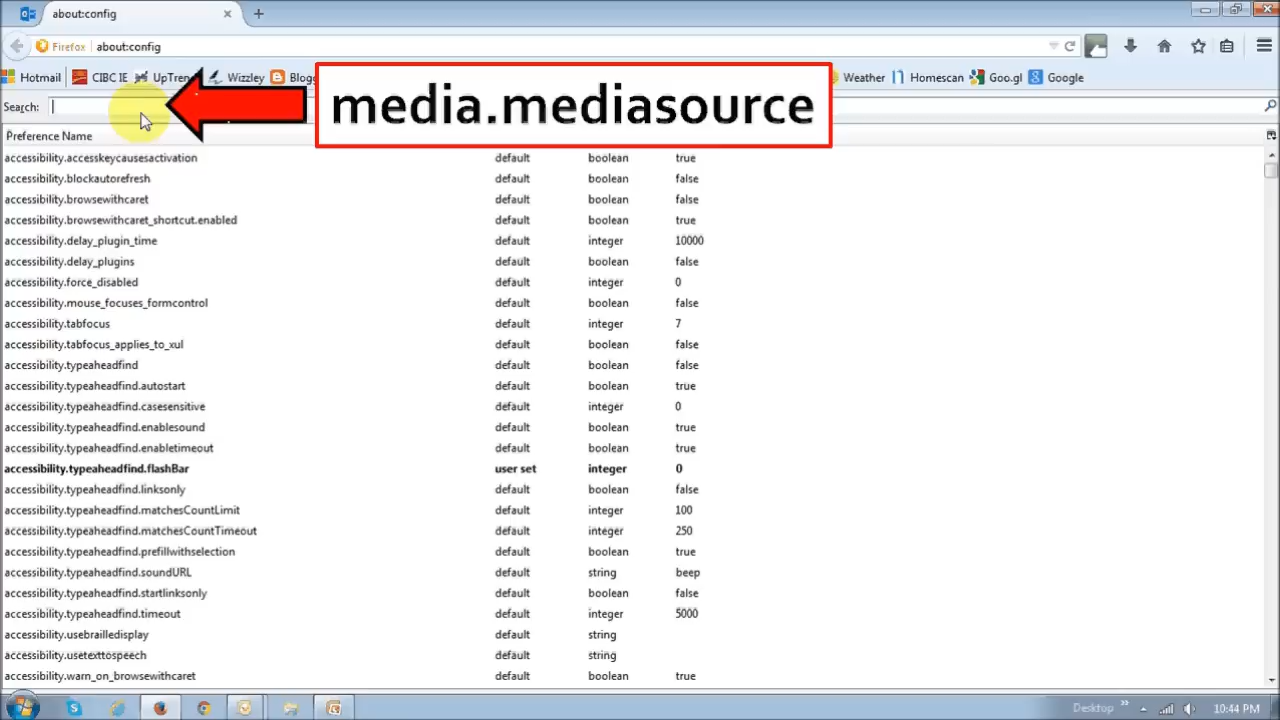 about:config
Firefox about:config
Hotmail CIBC IE UpTren Wizzley Blog Weather Homescan Goo.gl Google
media.mediasource
Search:
Preference Name
accessibility.accesskeycausesactivation default boolean true
accessibility.blockautorefresh default boolean false
accessibility.browsewithcaret default boolean false
accessibility.browsewithcaret_shortcut.enabled default boolean true
accessibility.delay_plugin_time default integer 10000
accessibility.delay_plugins default boolean false
accessibility.force_disabled default integer 0
accessibility.mouse_focuses_formcontrol default boolean false
accessibility.tabfocus default integer 7
accessibility.tabfocus_applies_to_xul default boolean false
accessibility.typeaheadfind default boolean false
accessibility.typeaheadfind.autostart default boolean true
accessibility.typeaheadfind.casesensitive default integer 0
accessibility.typeaheadfind.enablesound default boolean true
accessibility.typeaheadfind.enabletimeout default boolean true
accessibility.typeaheadfind.flashBar user set integer 0
accessibility.typeaheadfind.linksonly default boolean false
accessibility.typeaheadfind.matchesCountLimit default integer 100
accessibility.typeaheadfind.matchesCountTimeout default integer 250
accessibility.typeaheadfind.prefillwithselection default boolean true
accessibility.typeaheadfind.soundURL default string beep
accessibility.typeaheadfind.startlinksonly default boolean false
accessibility.typeaheadfind.timeout default integer 5000
accessibility.usebrailledisplay default string
accessibility.usetexttospeech default string
accessibility.warn_on_browsewithcaret default boolean true
Desktop 10:44 PM